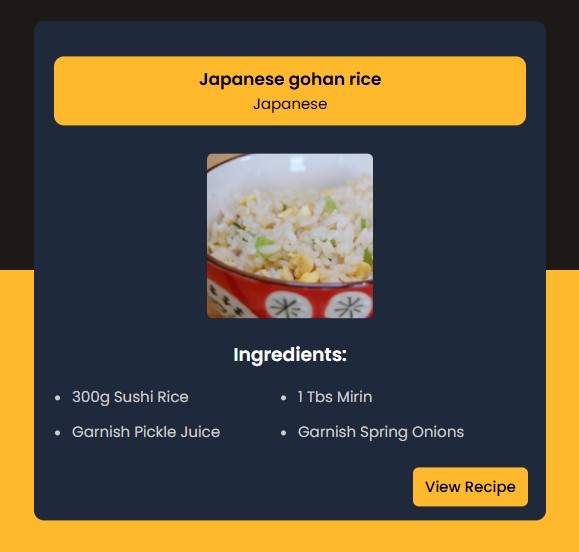 Japanese gohan rice
Japanese
Ingredients:
300g Sushi Rice
1 Tbs Mirin
Garnish Pickle Juice
Garnish Spring Onions
View Recipe